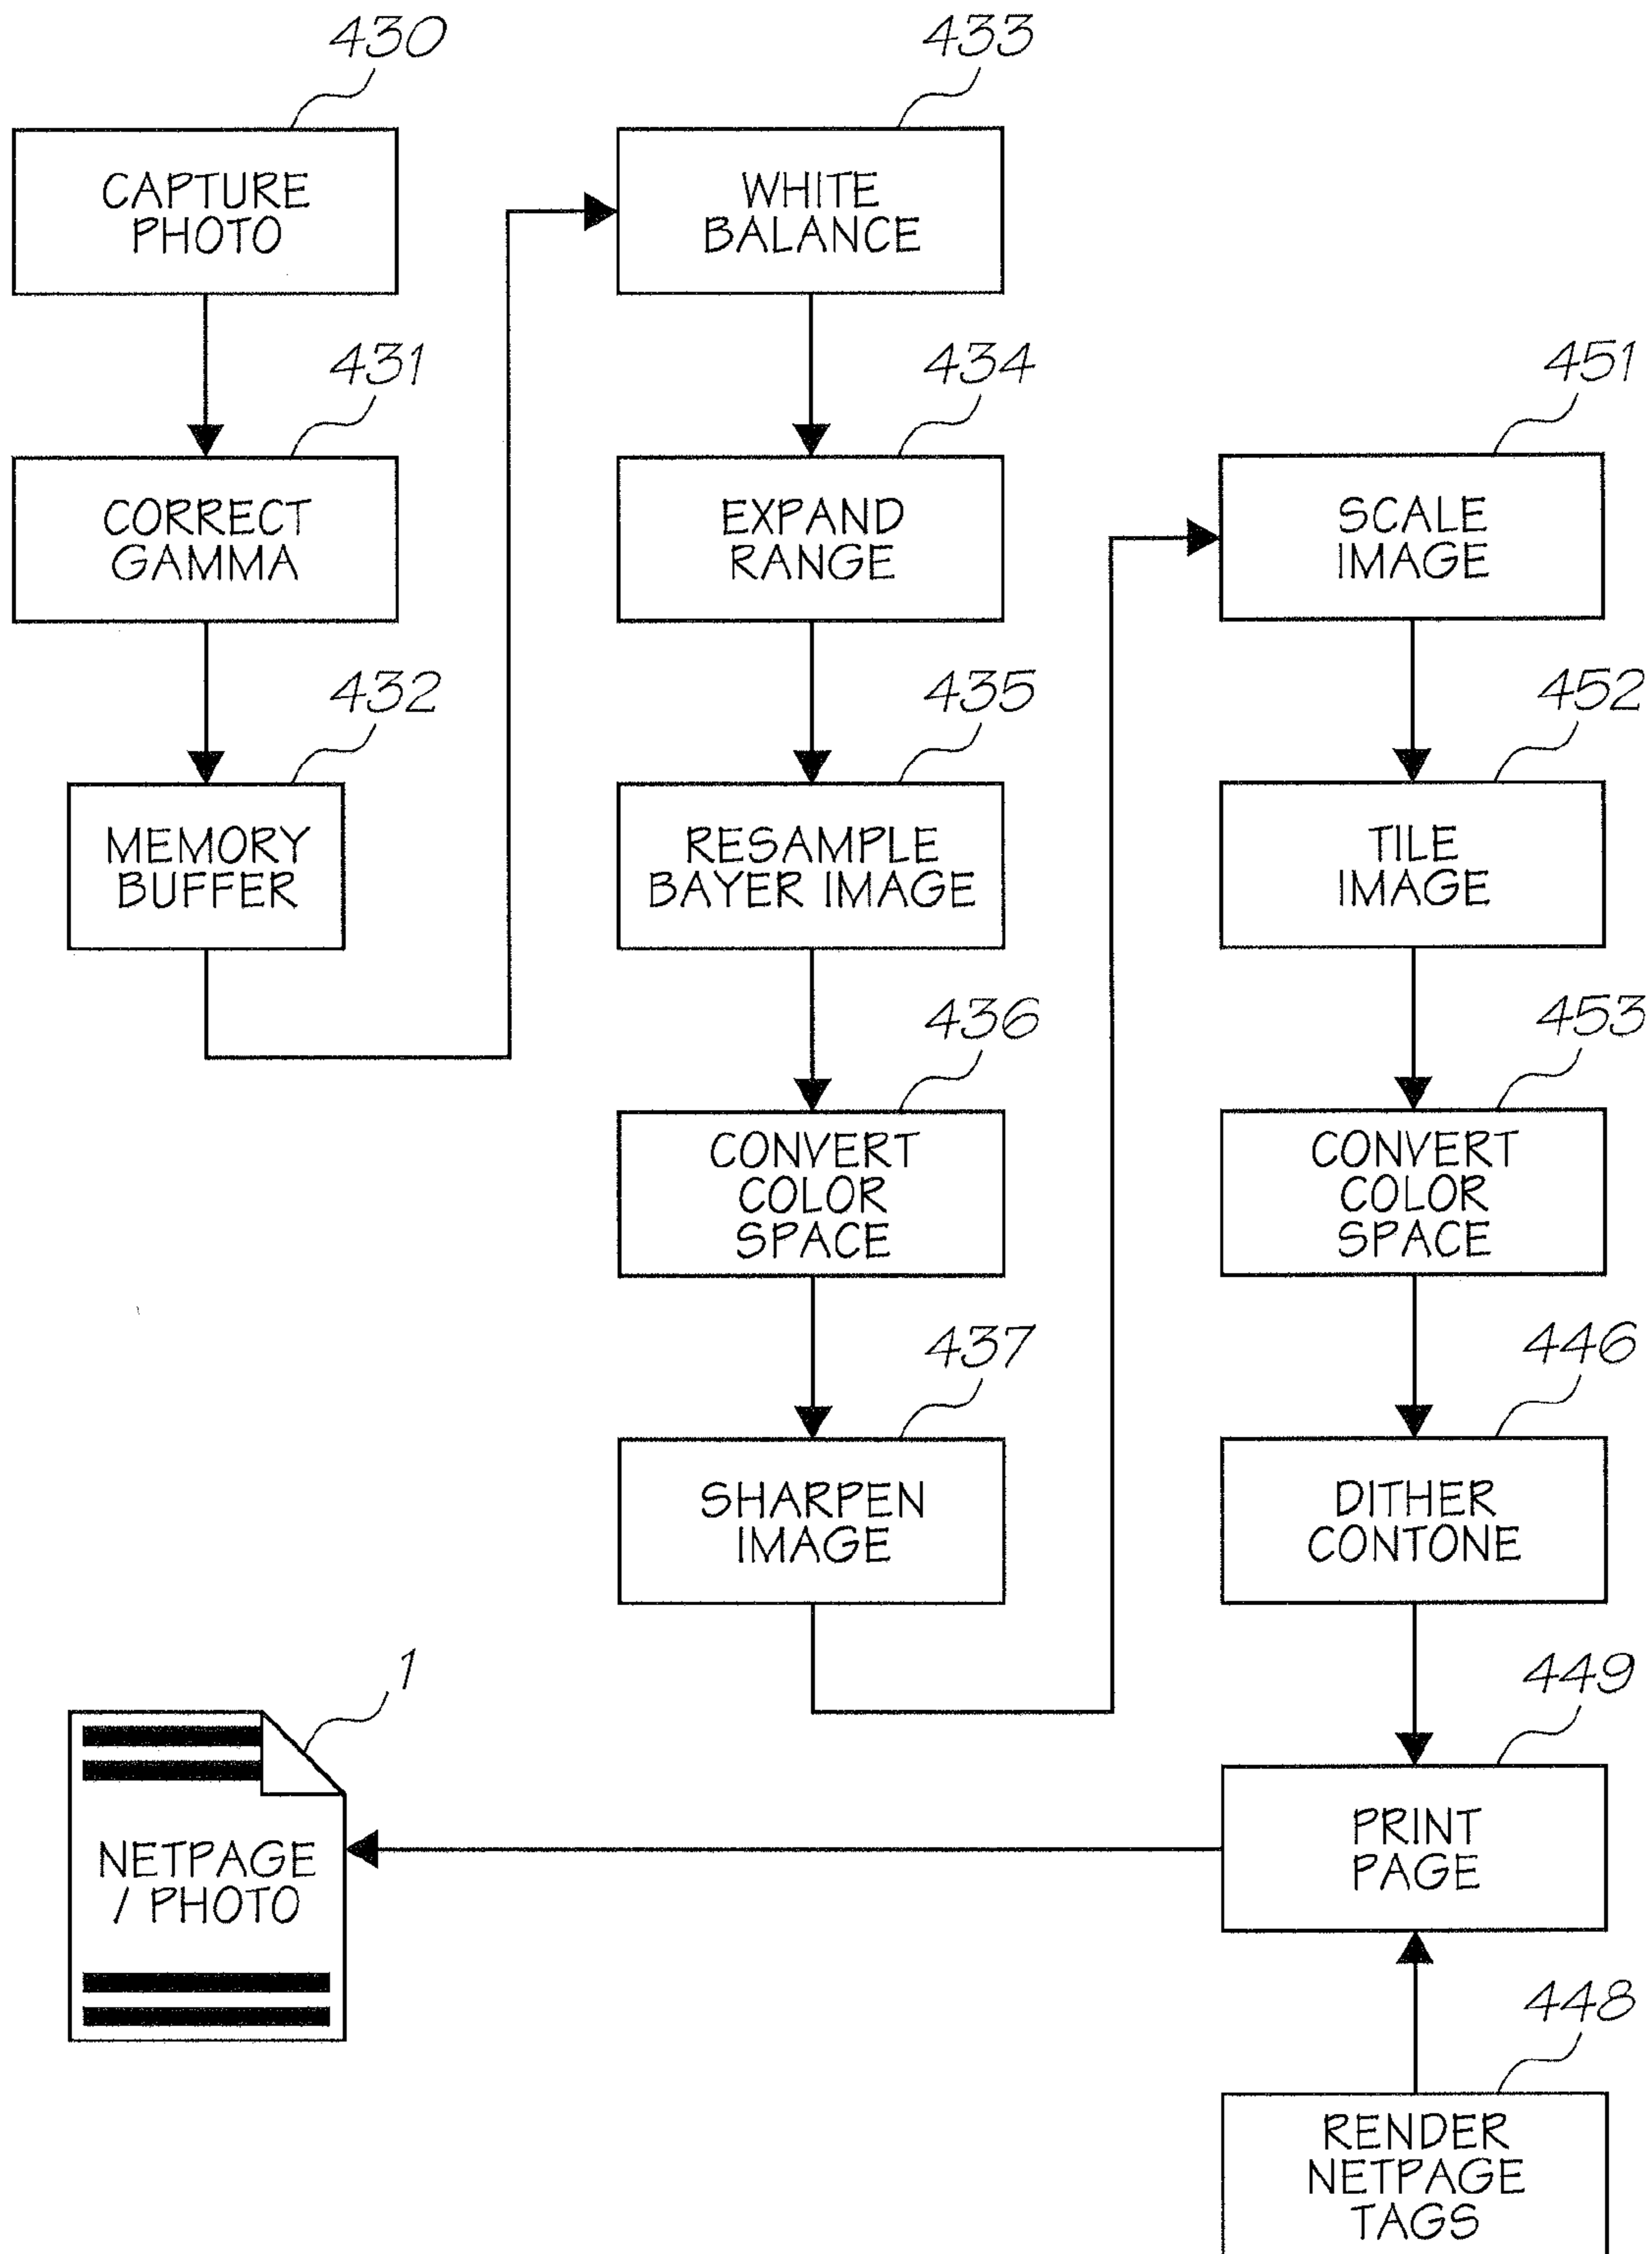 430
CAPTURE
PHOTO
431
CORRECT
GAMMA
432
MEMORY
BUFFER
433
WHITE
BALANCE
434
EXPAND
RANGE
435
RESAMPLE
BAYER IMAGE
436
CONVERT
COLOR
SPACE
437
SHARPEN
IMAGE
451
SCALE
IMAGE
452
TILE
IMAGE
453
CONVERT
COLOR
SPACE
446
DITHER
CONTONE
449
PRINT
PAGE
448
RENDER
NETPAGE
TAGS
1
NETPAGE
/ PHOTO